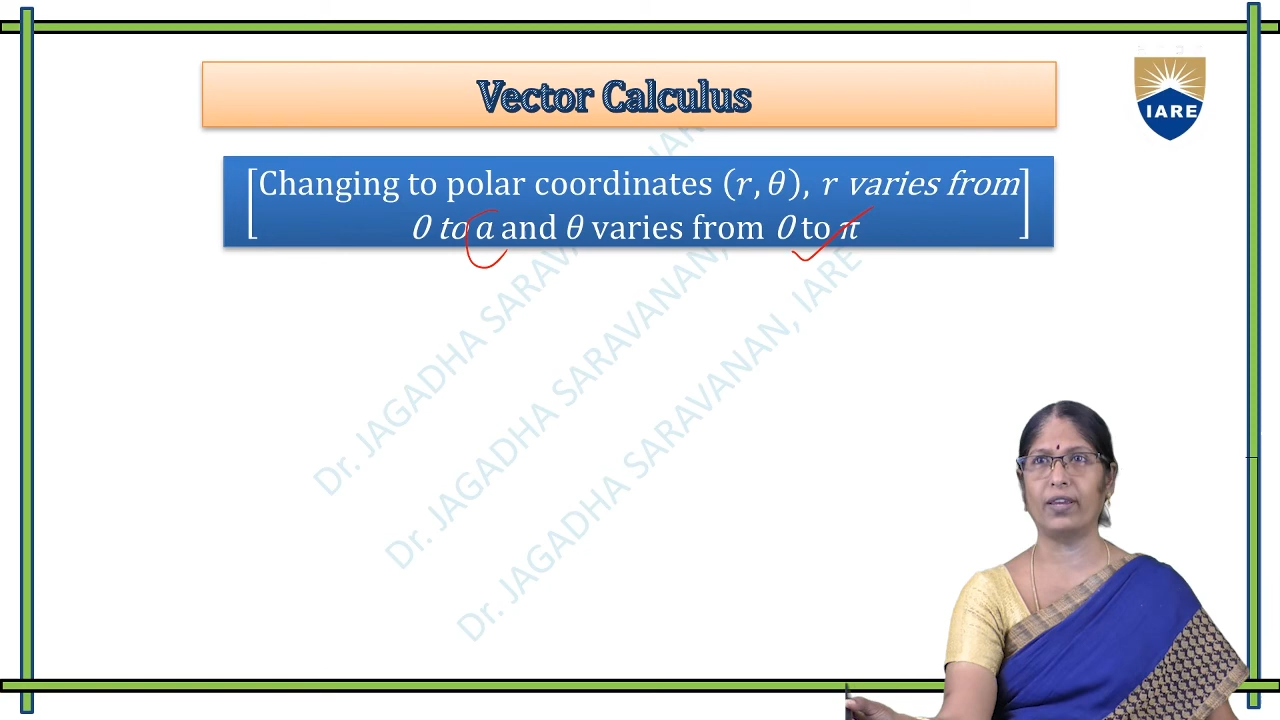 Vector Calculus
IARE
[Changing to polar coordinates (r, θ), r varies from
0 to a and θ varies from 0 to π]
Dr. JAGADHA SARAVANAN, IARE
Dr. JAGADHA SARAVANAN, IARE
Dr. JAGADHA SARAVANAN, IARE